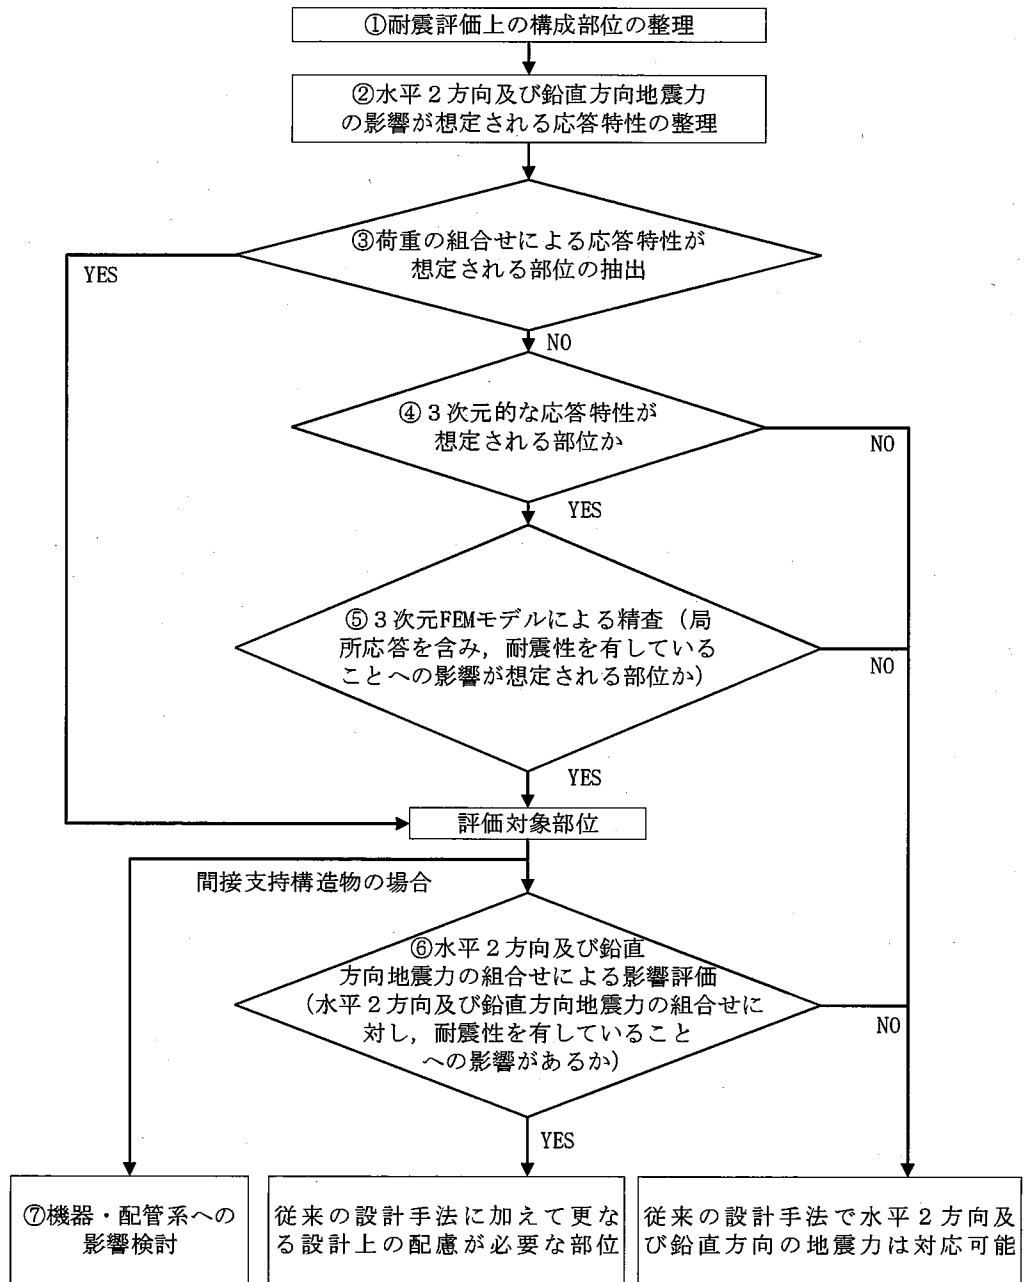 ①耐震評価上の構成部位の整理
②水平２方向及び鉛直方向地震力
の影響が想定される応答特性の整理
③荷重の組合せによる応答特性が
想定される部位の抽出
YES
NO
④３次元的な応答特性が
想定される部位か
NO
YES
⑤３次元FEMモデルによる精査（局
所応答を含み，耐震性を有している
ことへの影響が想定される部位か）
NO
YES
評価対象部位
間接支持構造物の場合
⑥水平２方向及び鉛直
方向地震力の組合せによる影響評価
（水平２方向及び鉛直方向地震力の組合せに
対し，耐震性を有していること
への影響があるか）
NO
YES
⑦機器・配管系への
影響検討
従来の設計手法に加えて更な
る設計上の配慮が必要な部位
従来の設計手法で水平２方向及
び鉛直方向の地震力は対応可能